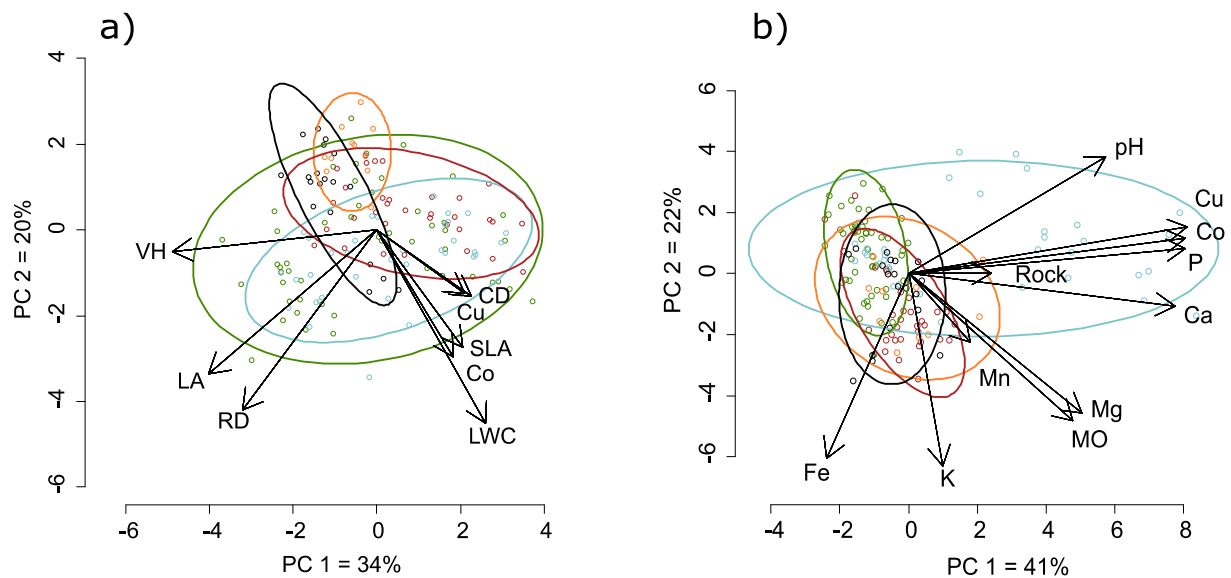 a)
4
2
0
-2
-4
-6
PC 2 = 20%
VH
LA
RD
CD
Cu
SLA
Co
LWC
-6 -4 -2 0 2 4
PC 1 = 34%
b)
6
4
2
0
-2
-4
-6
PC 2 = 22%
pH
Cu
Co
P
Rock
Ca
Mn
Mg
MO
Fe
K
-4 -2 0 2 4 6 8
PC 1 = 41%